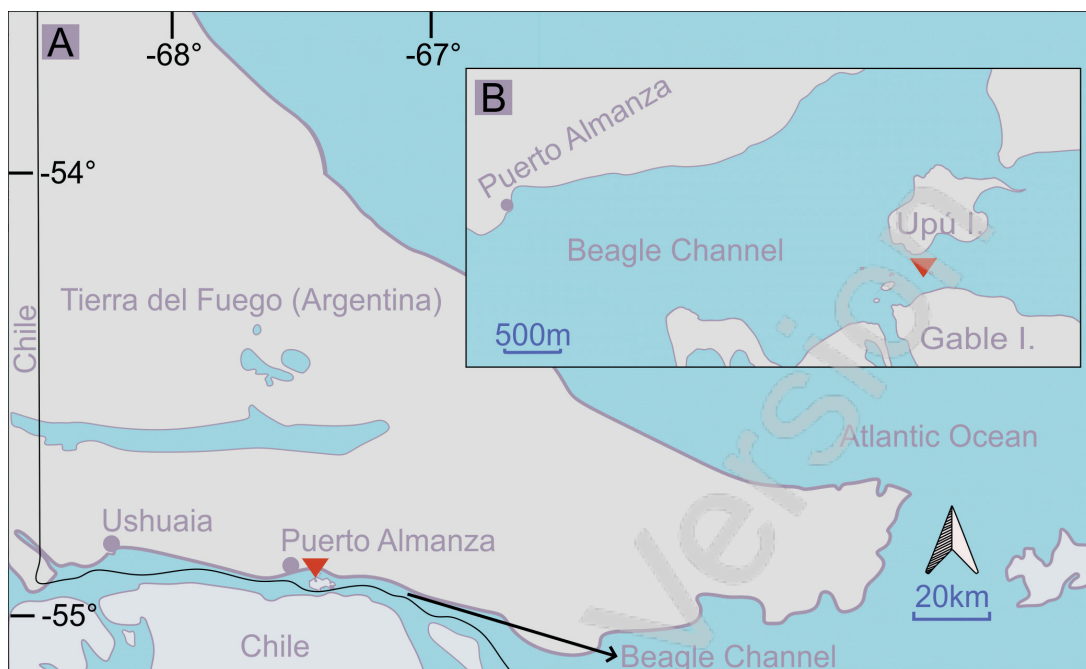 A
-68°
-67°
B
Puerto Almanza
-54°
Upú I.
Beagle Channel
Tierra del Fuego (Argentina)
Chile
500m
Gable I.
Atlantic Ocean
Version
Ushuaia
Puerto Almanza
20km
-55°
Chile
Beagle Channel